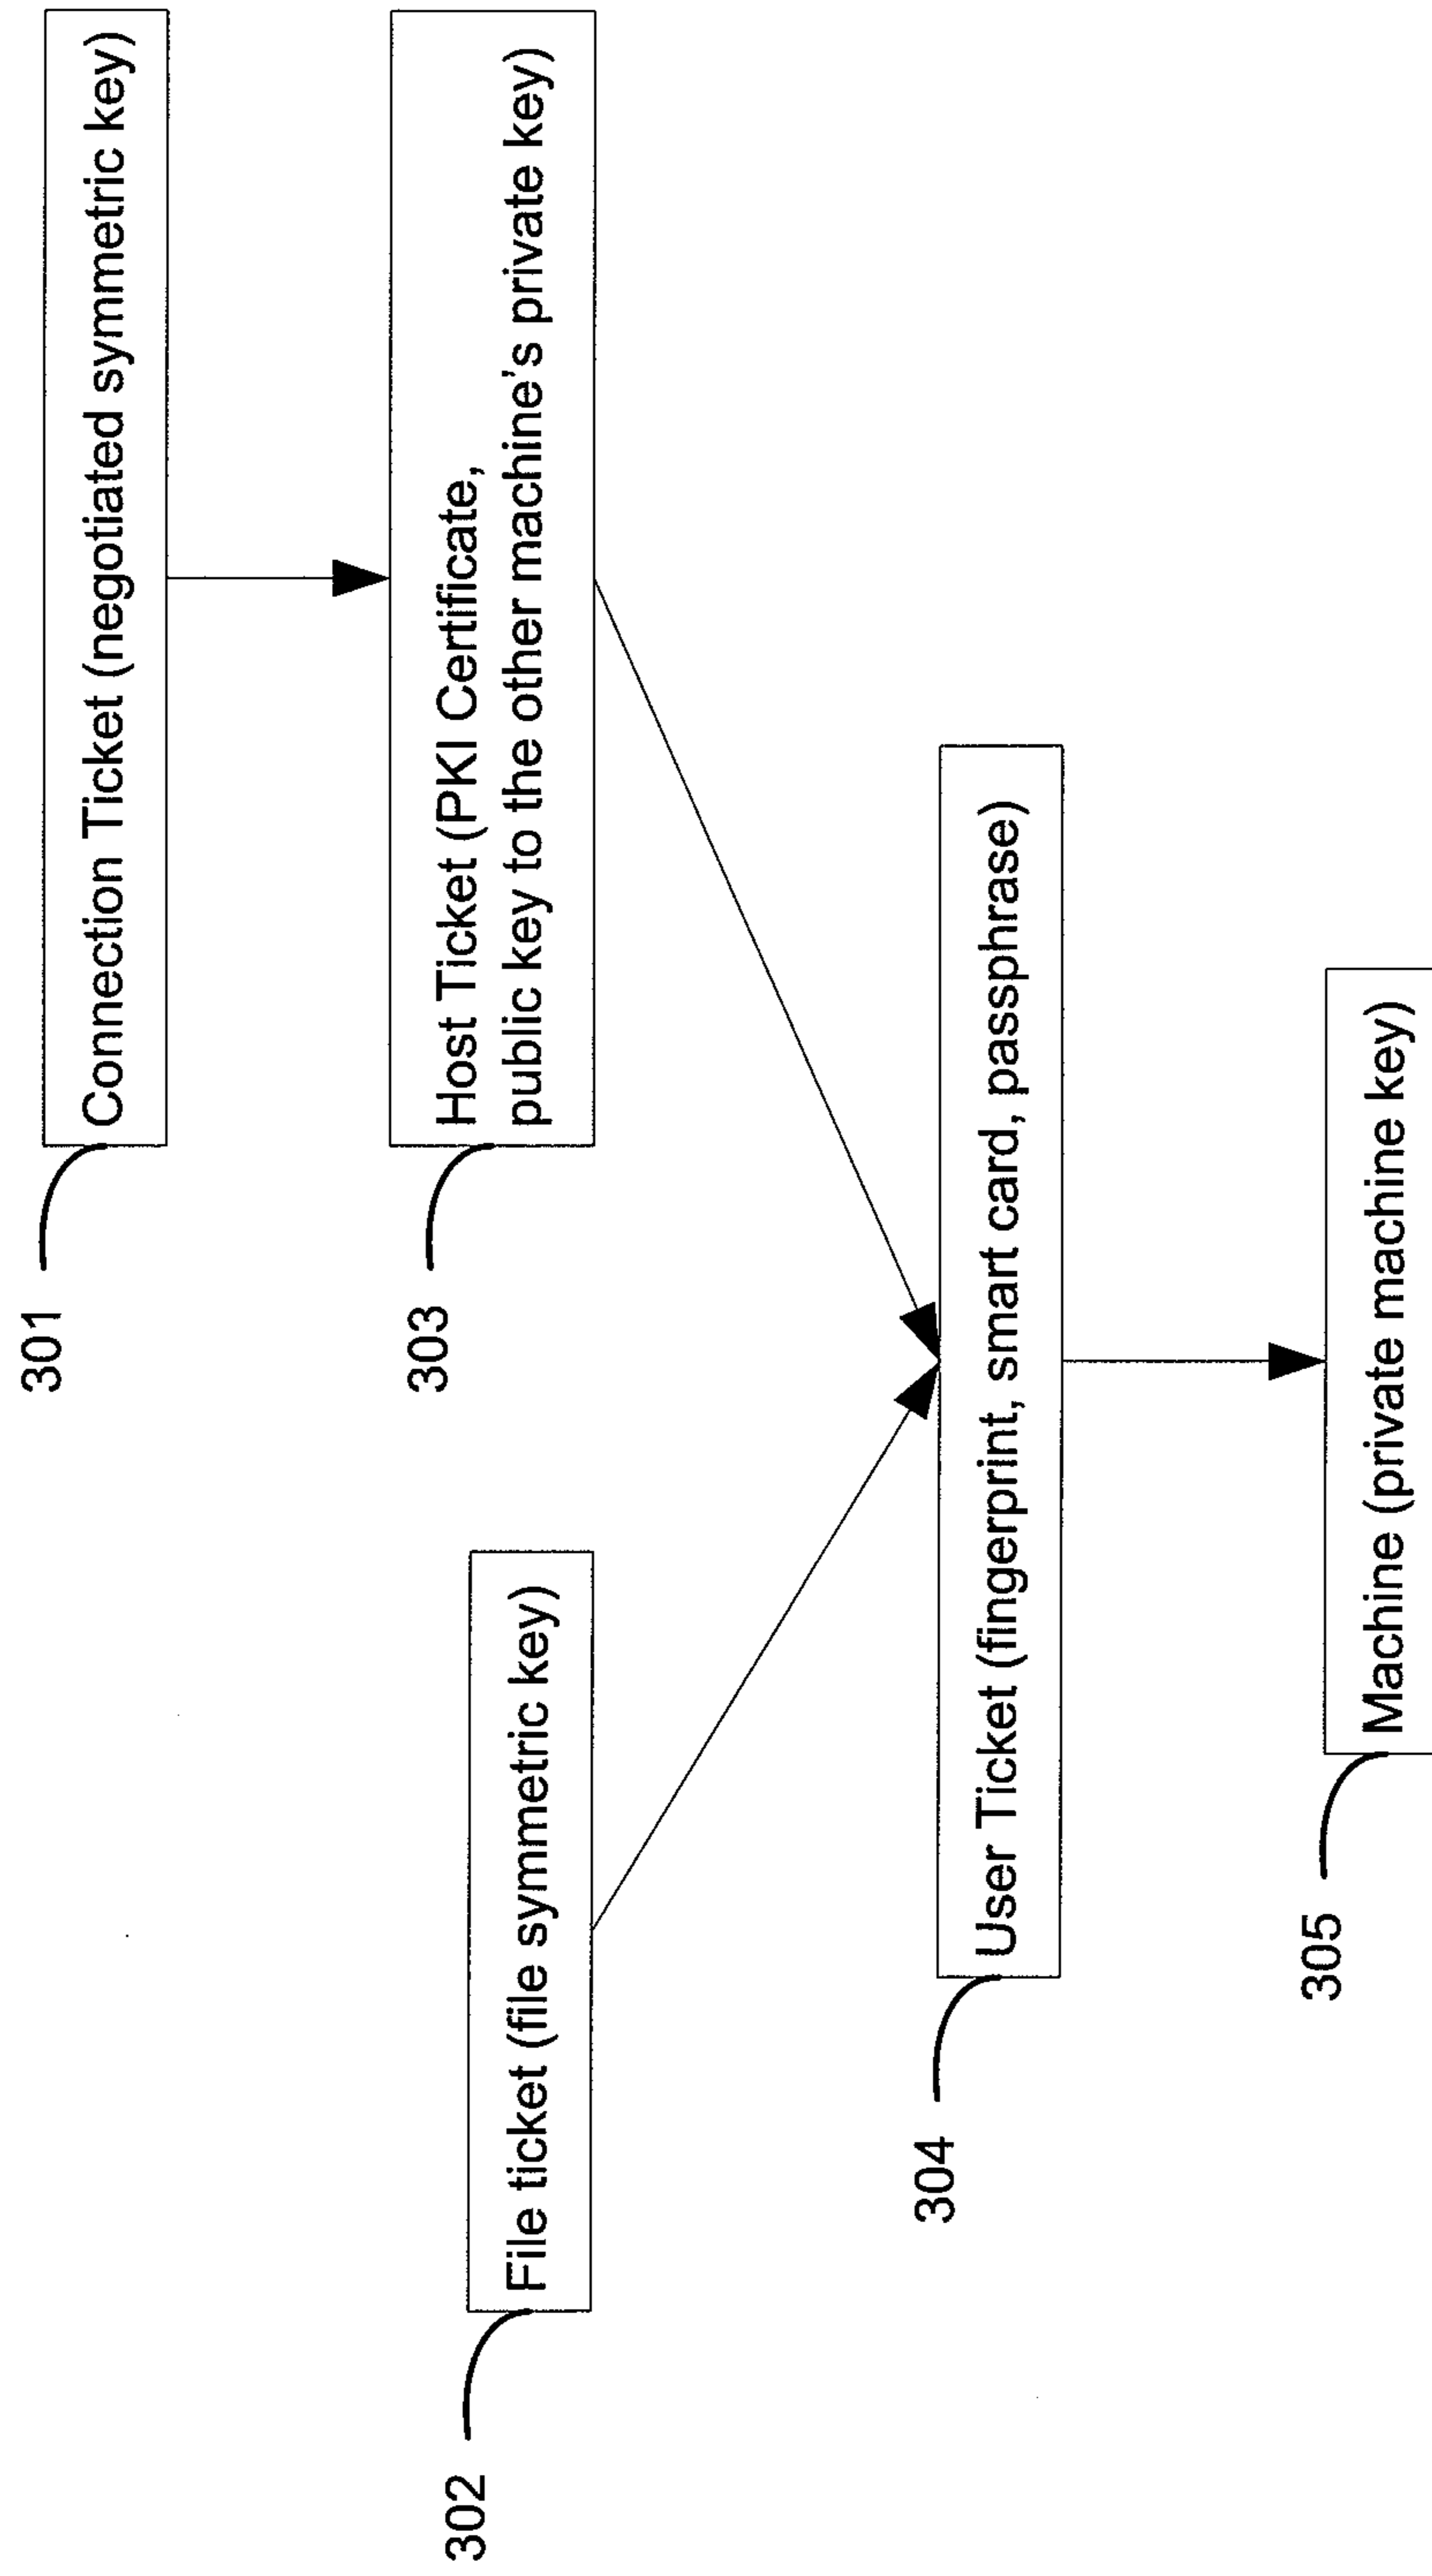 301
Connection Ticket (negotiated symmetric key)
302
File ticket (file symmetric key)
303
Host Ticket (PKI Certificate,
public key to the other machine's private key)
304
User Ticket (fingerprint, smart card, passphrase)
305
Machine (private machine key)